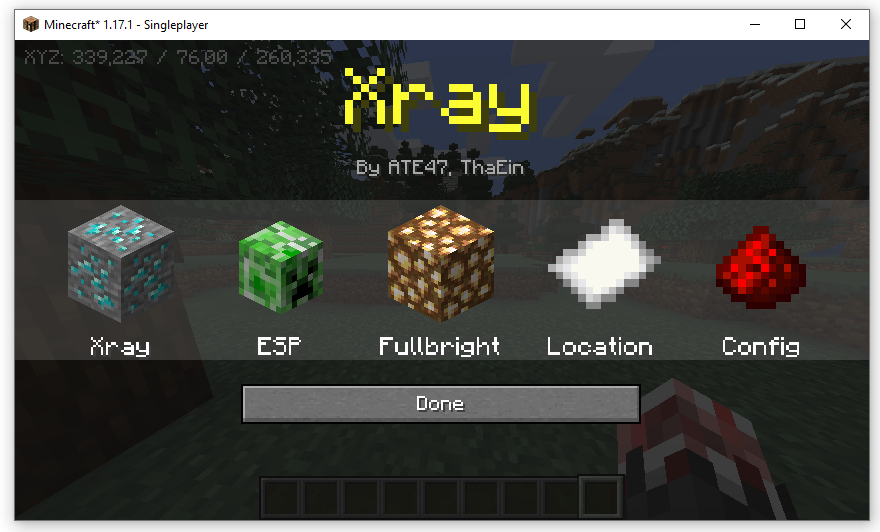 Minecraft* 1.17.1 - Singleplayer
XYZ: 339,227 / 76,00 / 260,335
Xray
By ATE47, ThaEin
Xray ESP Fullbright Location Config
Done